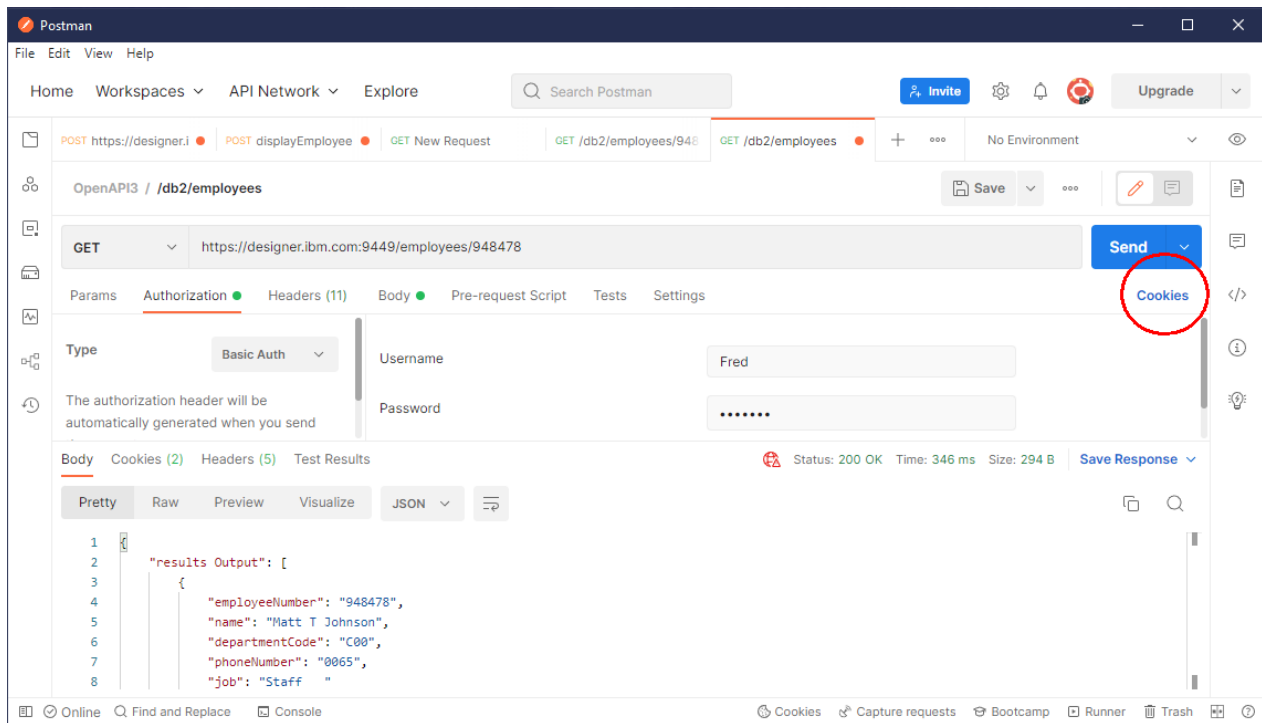 Postman
File Edit View Help
Home Workspaces API Network Explore Search Postman Invite Upgrade
POST https://designer.i POST displayEmployee GET New Request GET /db2/employees/948 GET /db2/employees No Environment
OpenAPI3 / /db2/employees Save
GET https://designer.ibm.com:9449/employees/948478 Send
Params Authorization Headers (11) Body Pre-request Script Tests Settings Cookies
Type Basic Auth
Username Fred
The authorization header will be
automatically generated when you send
Password •••••••
Body Cookies (2) Headers (5) Test Results Status: 200 OK Time: 346 ms Size: 294 B Save Response
Pretty Raw Preview Visualize JSON
1 {
2 "results Output": [
3 {
4 "employeeNumber": "948478",
5 "name": "Matt T Johnson",
6 "departmentCode": "C00",
7 "phoneNumber": "0065",
8 "job": "Staff   "
Online Find and Replace Console Cookies Capture requests Bootcamp Runner Trash